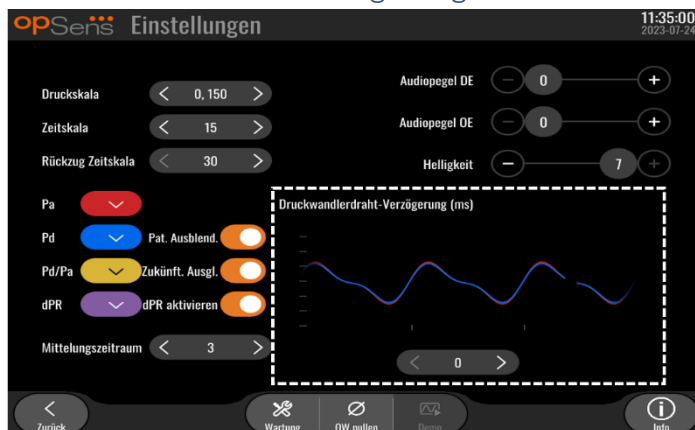 opSens Einstellungen
11:35:00
2023-07-24
Druckskala
0, 150
Zeitskala
15
Rückzug Zeitskala
30
Audiopegel DE
0
Audiopegel OE
0
Helligkeit
7
Pa
Pd
Pat. Ausblend.
Pd/Pa
Zukünft. Ausgl.
dPR
dPR aktivieren
Mittelungszeitraum
3
Druckwandlerdraht-Verzögerung (ms)
0
Zurück
Wartung
OW nullen
Demo
Info